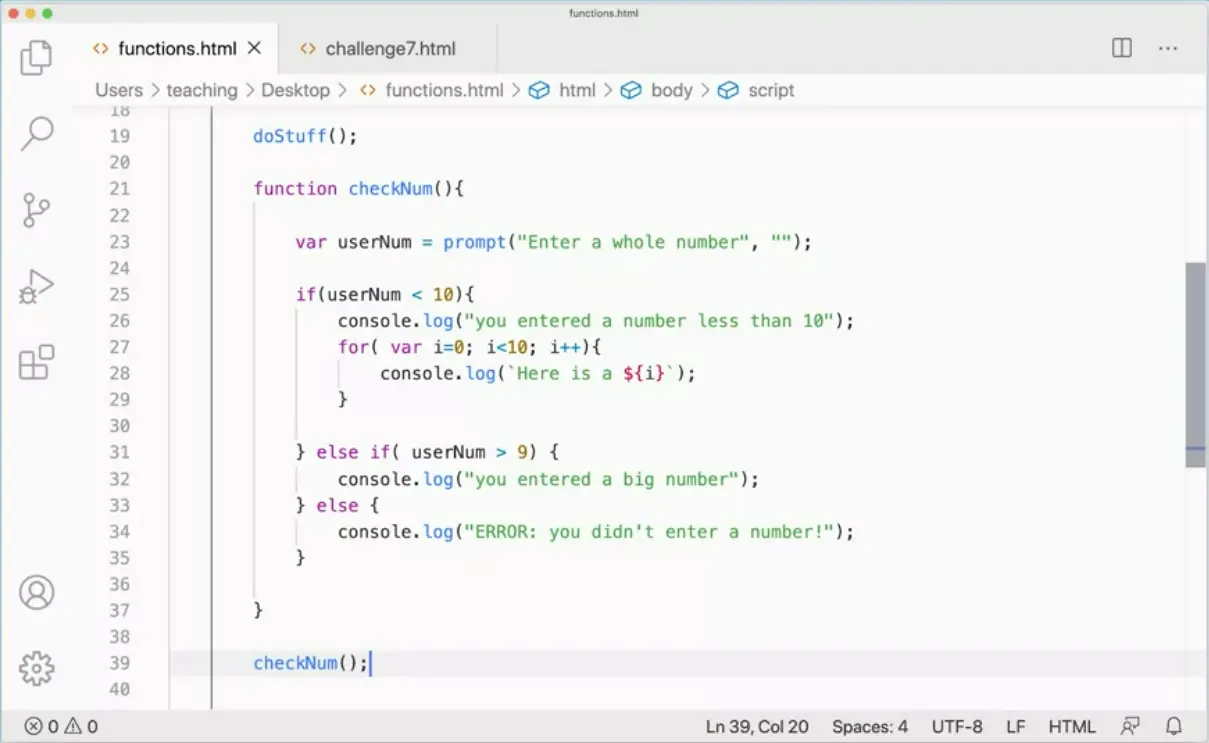 functions.html
functions.html challenge7.html
Users > teaching > Desktop > functions.html > html > body > script
18
19 doStuff();
20
21 function checkNum(){
22
23 var userNum = prompt("Enter a whole number", "");
24
25 if(userNum < 10){
26 console.log("you entered a number less than 10");
27 for( var i=0; i<10; i++){
28 console.log(`Here is a ${i}`);
29 }
30
31 } else if( userNum > 9) {
32 console.log("you entered a big number");
33 } else {
34 console.log("ERROR: you didn't enter a number!");
35 }
36
37 }
38
39 checkNum();
40
0 0 Ln 39, Col 20 Spaces: 4 UTF-8 LF HTML